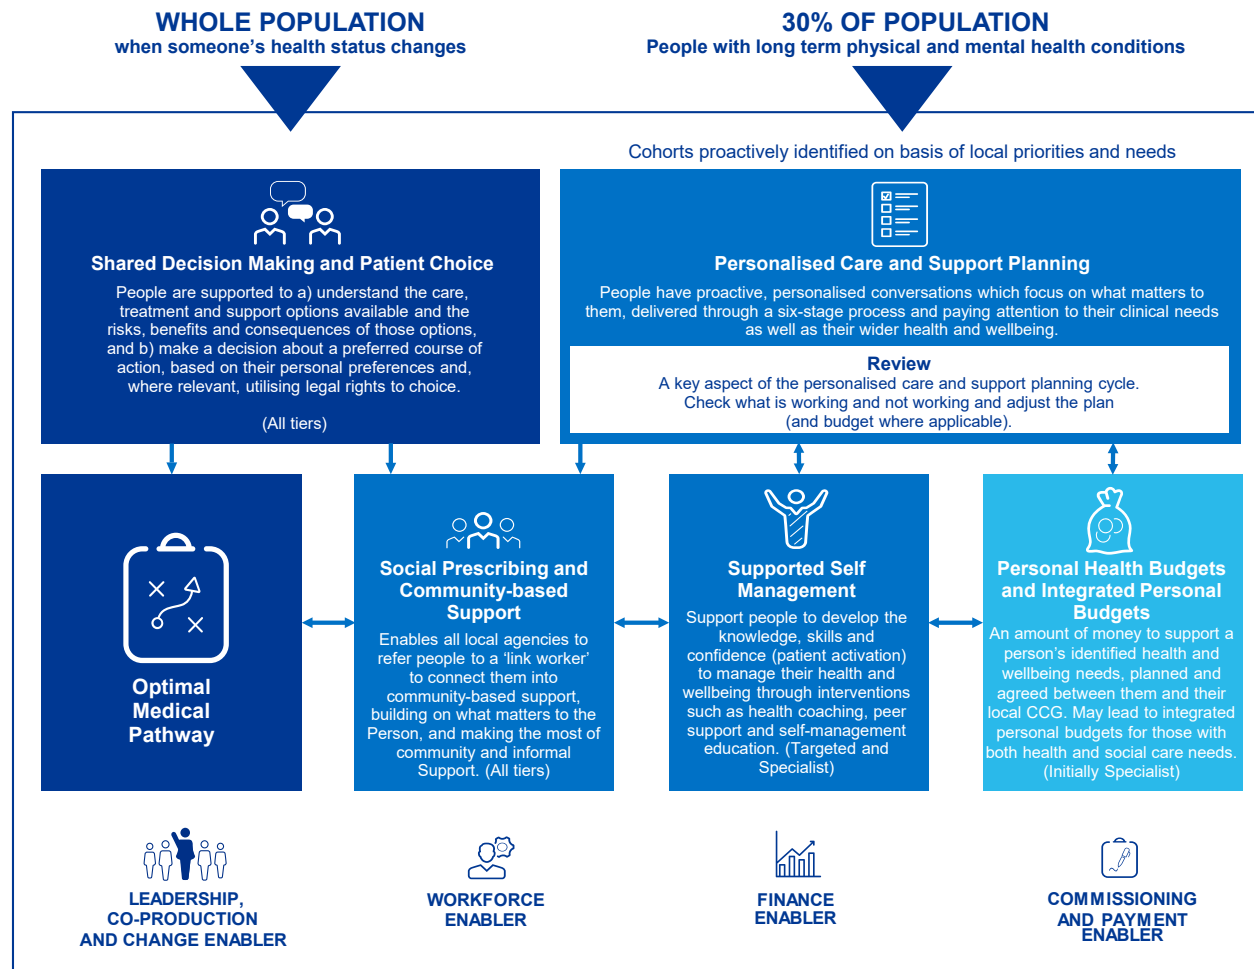 WHOLE POPULATION
when someone's health status changes
30% OF POPULATION
People with long term physical and mental health conditions
Cohorts proactively identified on basis of local priorities and needs
Shared Decision Making and Patient Choice
People are supported to a) understand the care,
treatment and support options available and the
risks, benefits and consequences of those options,
and b) make a decision about a preferred course of
action, based on their personal preferences and,
where relevant, utilising legal rights to choice.
(All tiers)
Personalised Care and Support Planning
People have proactive, personalised conversations which focus on what matters to
them, delivered through a six-stage process and paying attention to their clinical needs
as well as their wider health and wellbeing.
Review
A key aspect of the personalised care and support planning cycle.
Check what is working and not working and adjust the plan
(and budget where applicable).
Optimal
Medical
Pathway
Social Prescribing and
Community-based
Support
Enables all local agencies to
refer people to a ‘link worker’
to connect them into
community-based support,
building on what matters to the
Person, and making the most of
community and informal
Support. (All tiers)
Supported Self
Management
Support people to develop the
knowledge, skills and
confidence (patient activation)
to manage their health and
wellbeing through interventions
such as health coaching, peer
support and self-management
education. (Targeted and
Specialist)
Personal Health Budgets
and Integrated Personal
Budgets
An amount of money to support a
person's identified health and
wellbeing needs, planned and
agreed between them and their
local CCG. May lead to integrated
personal budgets for those with
both health and social care needs.
(Initially Specialist)
LEADERSHIP,
CO-PRODUCTION
AND CHANGE ENABLER
WORKFORCE
ENABLER
FINANCE
ENABLER
COMMISSIONING
AND PAYMENT
ENABLER